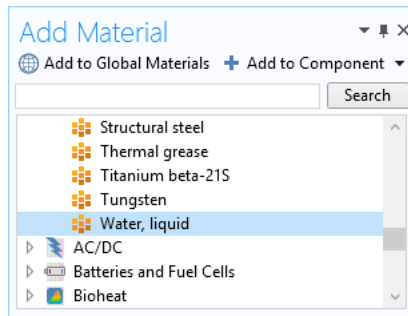 Add Material
Add to Global Materials Add to Component
Search
Structural steel
Thermal grease
Titanium beta-21S
Tungsten
Water, liquid
AC/DC
Batteries and Fuel Cells
Bioheat